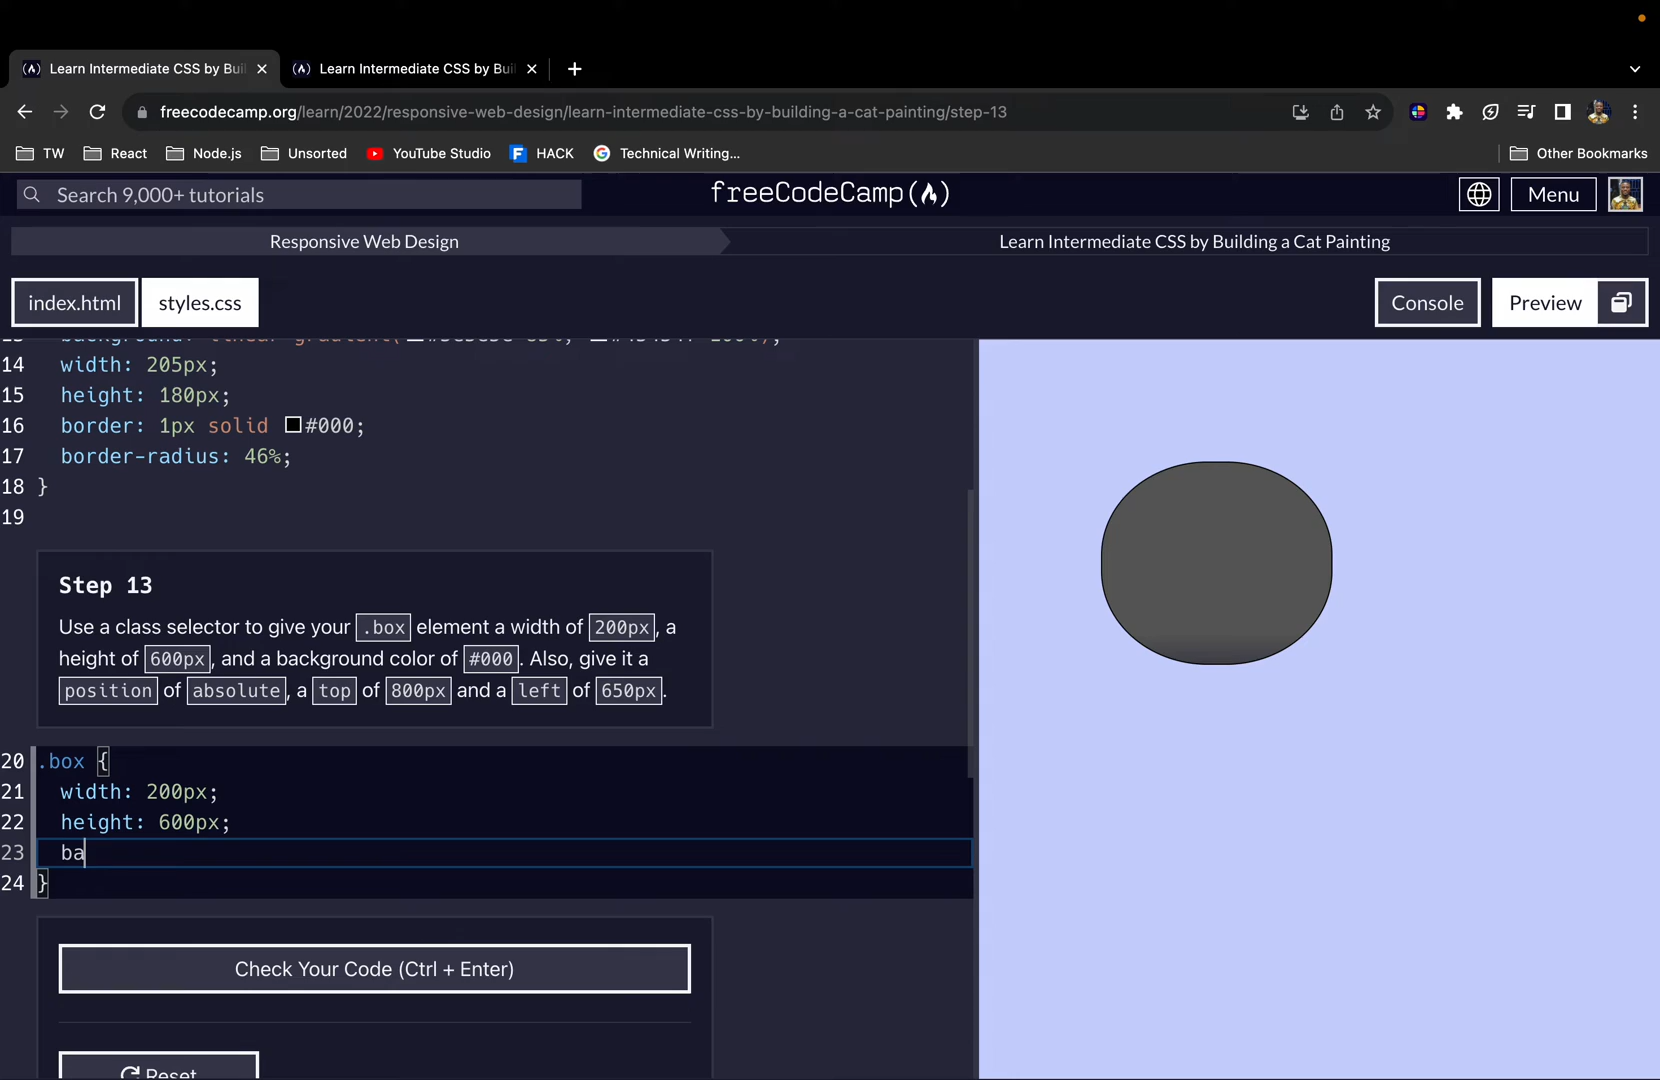 Learn Intermediate CSS by Bui
Learn Intermediate CSS by Bui
freecodecamp.org/learn/2022/responsive-web-design/learn-intermediate-css-by-building-a-cat-painting/step-13
TW React Node.js Unsorted YouTube Studio HACK Technical Writing... Other Bookmarks
Search 9,000+ tutorials freeCodeCamp Menu
Responsive Web Design Learn Intermediate CSS by Building a Cat Painting
index.html styles.css Console Preview
14 width: 205px;
15 height: 180px;
16 border: 1px solid #000;
17 border-radius: 46%;
18 }
19
Step 13
Use a class selector to give your .box element a width of 200px, a
height of 600px, and a background color of #000. Also, give it a
position of absolute, a top of 800px and a left of 650px.
20 .box {
21 width: 200px;
22 height: 600px;
23 ba
24 }
Check Your Code (Ctrl + Enter)
Reset